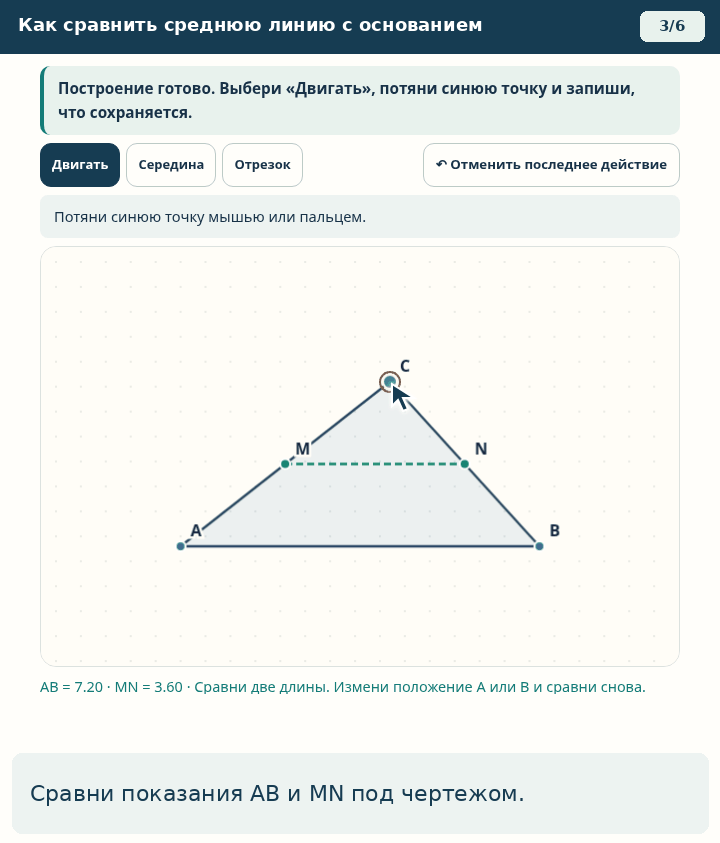 Как сравнить среднюю линию с основанием
3/6
Построение готово. Выбери «Двигать», потяни синюю точку и запиши,
что сохраняется.
Двигать
Середина
Отрезок
↶ Отменить последнее действие
Потяни синюю точку мышью или пальцем.
C
M
N
A
B
AB = 7.20 · MN = 3.60 · Сравни две длины. Измени положение A или B и сравни снова.
Сравни показания AB и MN под чертежом.